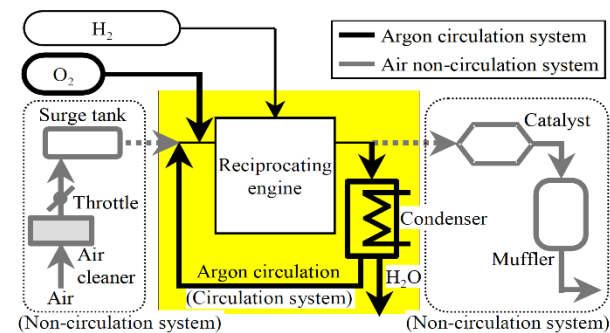 H2
O2
Argon circulation system
Air non-circulation system
Surge tank
Throttle
Air
cleaner
Air
(Non-circulation system)
Reciprocating
engine
Condenser
Argon circulation
(Circulation system)
H2O
Catalyst
Muffler
(Non-circulation system)